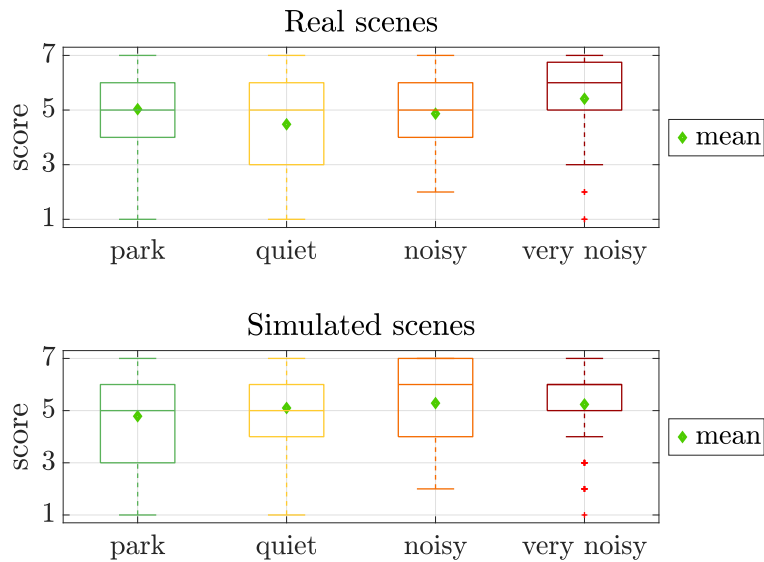 Real scenes
7
5
3
1
score
mean
park quiet noisy very noisy
Simulated scenes
7
5
3
1
score
mean
park quiet noisy very noisy